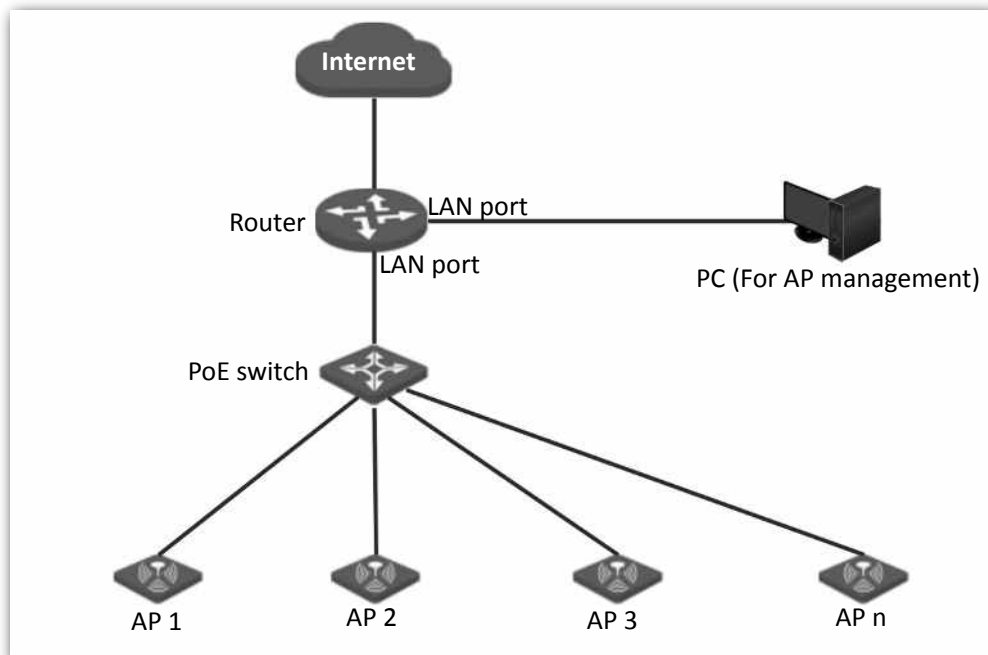 Internet
LAN port
Router
LAN port
PC (For AP management)
PoE switch
AP 1
AP 2
AP 3
AP n